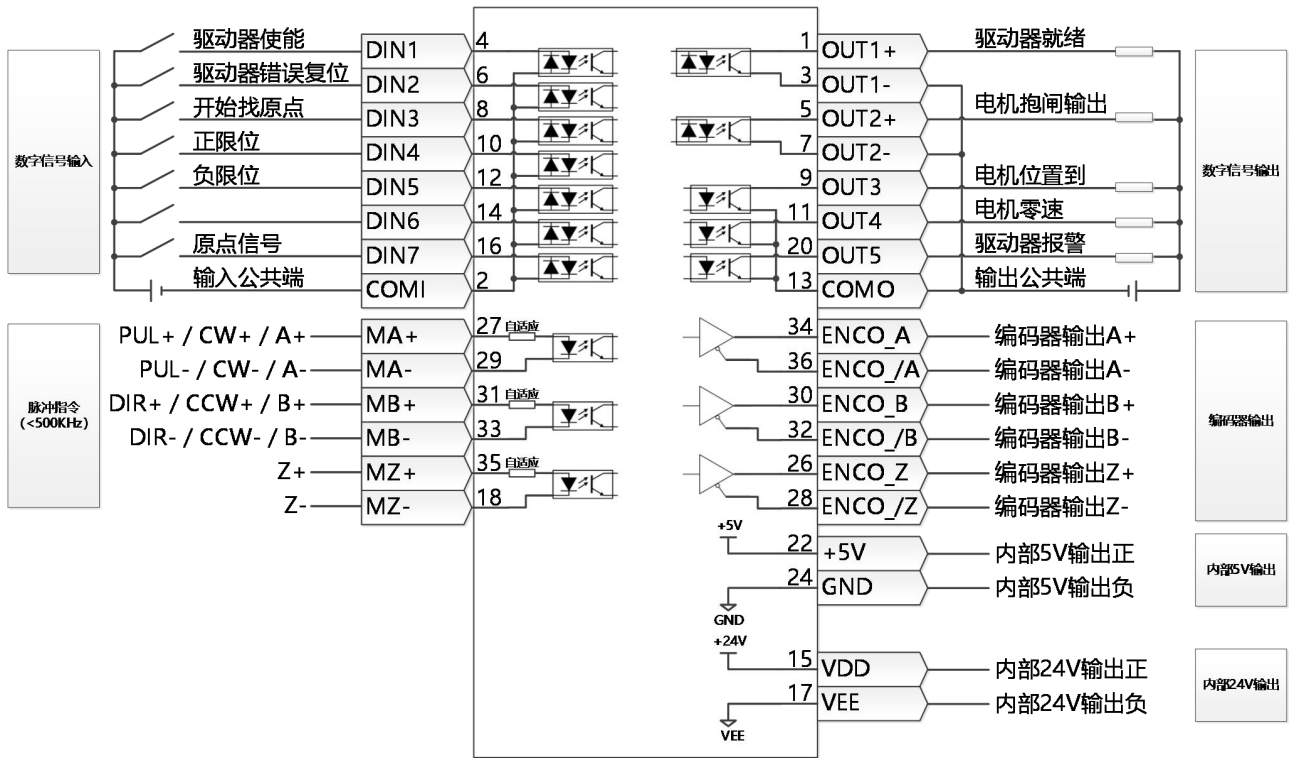 数字信号输入
驱动器使能 DIN1 4
驱动器错误复位 DIN2 6
开始找原点 DIN3 8
正限位 DIN4 10
负限位 DIN5 12
DIN6 14
原点信号 DIN7 16
输入公共端 COMI 2
1 OUT1+ 驱动器就绪
3 OUT1-
5 OUT2+ 电机抱闸输出
7 OUT2-
9 OUT3 电机位置到
11 OUT4 电机零速
20 OUT5 驱动器报警
13 COMO 输出公共端
数字信号输出
脉冲指令
(<500KHz)
PUL+ / CW+ / A+ MA+ 27 自适应
PUL- / CW- / A- MA- 29
DIR+ / CCW+ / B+ MB+ 31 自适应
DIR- / CCW- / B- MB- 33
Z+ MZ+ 35 自适应
Z- MZ- 18
34 ENCO_A 编码器输出A+
36 ENCO_/A 编码器输出A-
30 ENCO_B 编码器输出B+
32 ENCO_/B 编码器输出B-
26 ENCO_Z 编码器输出Z+
28 ENCO_/Z 编码器输出Z-
编码器输出
+5V
22 +5V 内部5V输出正
24 GND 内部5V输出负
GND
内部5V输出
+24V
15 VDD 内部24V输出正
17 VEE 内部24V输出负
VEE
内部24V输出